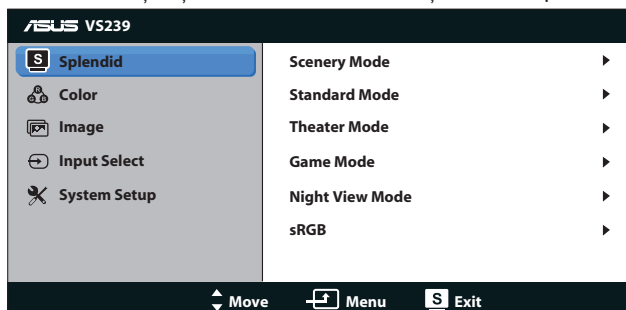 ASUS VS239
S Splendid
Color
Image
Input Select
System Setup
Scenery Mode
Standard Mode
Theater Mode
Game Mode
Night View Mode
sRGB
Move Menu S Exit